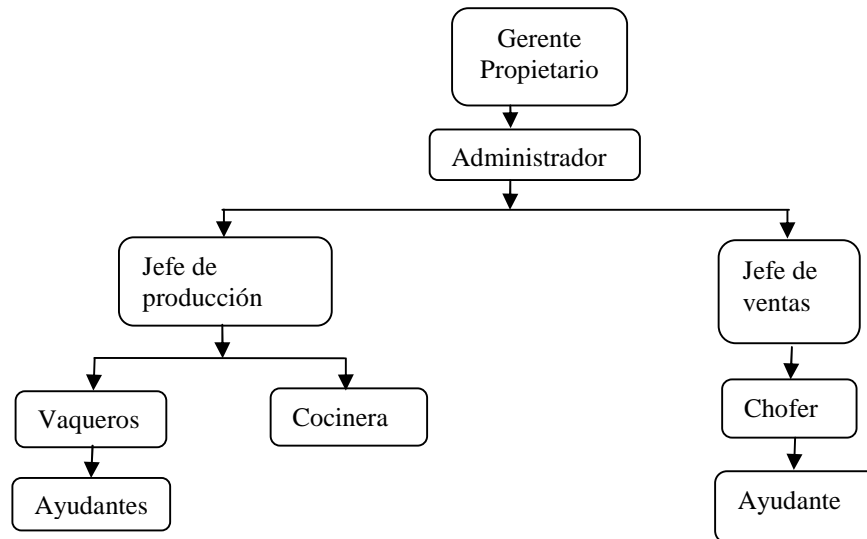 Gerente
Propietario
Administrador
Jefe de
producción
Jefe de
ventas
Vaqueros
Cocinera
Chofer
Ayudantes
Ayudante